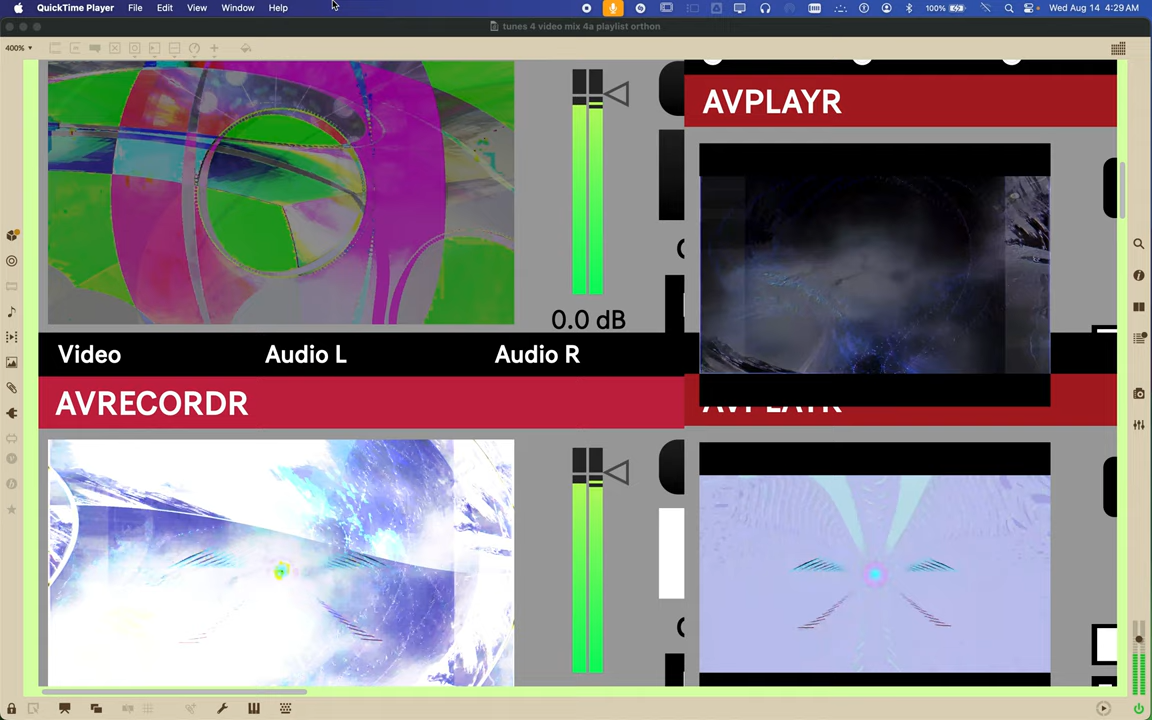 QuickTime Player File Edit View Window Help 100% Wed Aug 14 4:29 AM
tunes 4 video mix 4a playlist orthon
400%
AVPLAYR
0.0 dB
Video Audio L Audio R
AVRECORDR
AVPLAYR